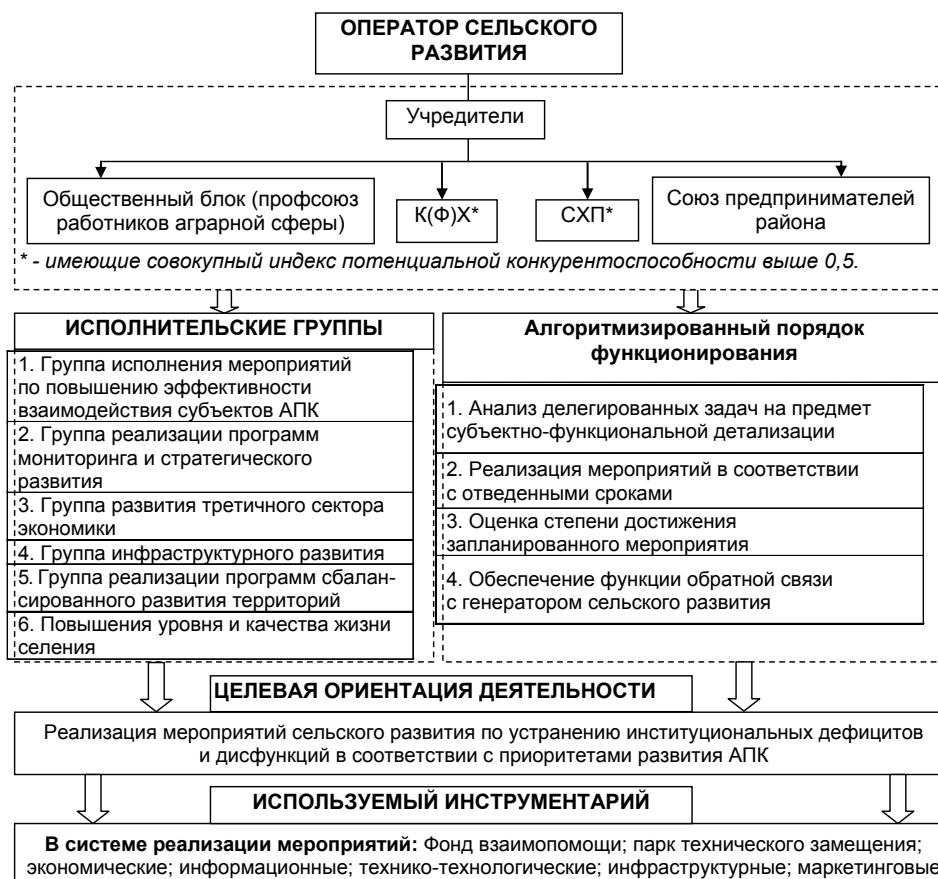 ОПЕРАТОР СЕЛЬСКОГО
РАЗВИТИЯ
Учредители
Общественный блок (профсоюз
работников аграрной сферы)
К(Ф)Х*
СХП*
Союз предпринимателей
района
* - имеющие совокупный индекс потенциальной конкурентоспособности выше 0,5.
ИСПОЛНИТЕЛЬСКИЕ ГРУППЫ
1. Группа исполнения мероприятий
по повышению эффективности
взаимодействия субъектов АПК
2. Группа реализации программ
мониторинга и стратегического
развития
3. Группа развития третичного сектора
экономики
4. Группа инфраструктурного развития
5. Группа реализации программ сбалан-
сированного развития территорий
6. Повышения уровня и качества жизни
селения
Алгоритмизированный порядок
функционирования
1. Анализ делегированных задач на предмет
субъектно-функциональной детализации
2. Реализация мероприятий в соответствии
с отведенными сроками
3. Оценка степени достижения
запланированного мероприятия
4. Обеспечение функции обратной связи
с генератором сельского развития
ЦЕЛЕВАЯ ОРИЕНТАЦИЯ ДЕЯТЕЛЬНОСТИ
Реализация мероприятий сельского развития по устранению институциональных дефицитов
и дисфункций в соответствии с приоритетами развития АПК
ИСПОЛЬЗУЕМЫЙ ИНСТРУМЕНТАРИЙ
В системе реализации мероприятий: Фонд взаимопомощи; парк технического замещения;
экономические; информационные; технико-технологические; инфраструктурные; маркетинговые